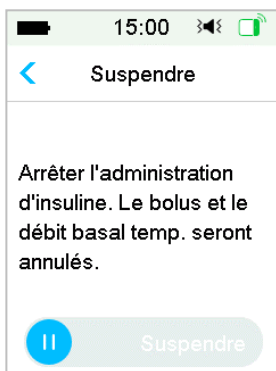 15:00
Suspendre
Arrêter l'administration
d'insuline. Le bolus et le
débit basal temp. seront
annulés.
Suspendre